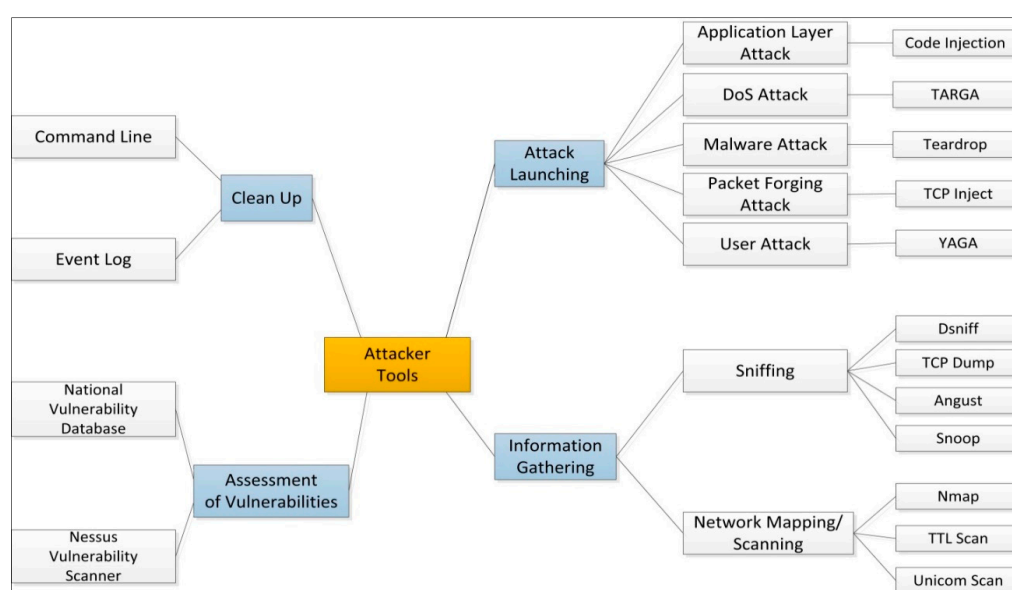 Attacker
Tools
Clean Up
Command Line
Event Log
Assessment
of Vulnerabilities
National
Vulnerability
Database
Nessus
Vulnerability
Scanner
Attack
Launching
Application Layer
Attack
Code Injection
DoS Attack
TARGA
Malware Attack
Teardrop
Packet Forging
Attack
TCP Inject
User Attack
YAGA
Information
Gathering
Sniffing
Dsniff
TCP Dump
Angust
Snoop
Network Mapping/
Scanning
Nmap
TTL Scan
Unicom Scan